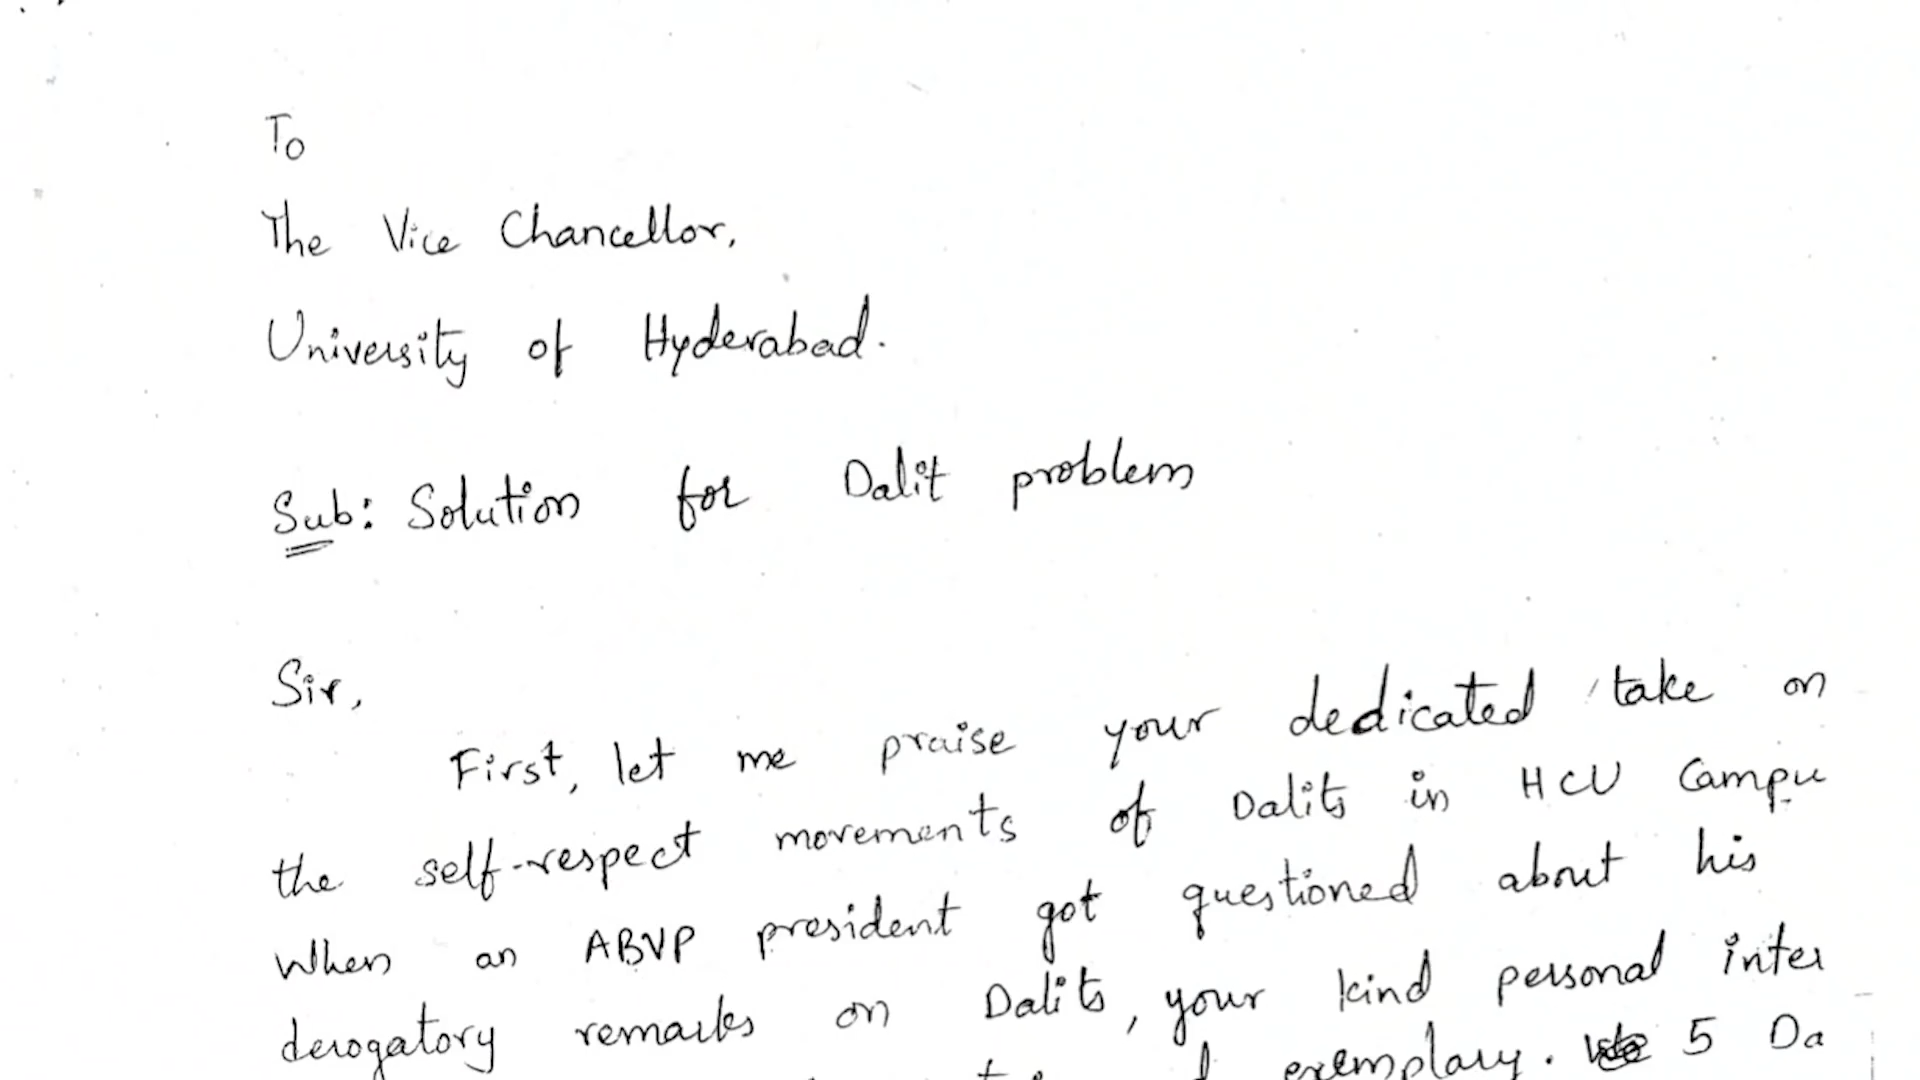 To
The Vice Chancellor,
University of Hyderabad.
Sub: Solution for Dalit problem
Sir,
First, let me praise your dedicated take on
the self-respect movements of Dalits in HCU Campu
When an ABVP president got questioned about his
derogatory remarks on Dalits, your kind personal inter
exemplary. 5 Da